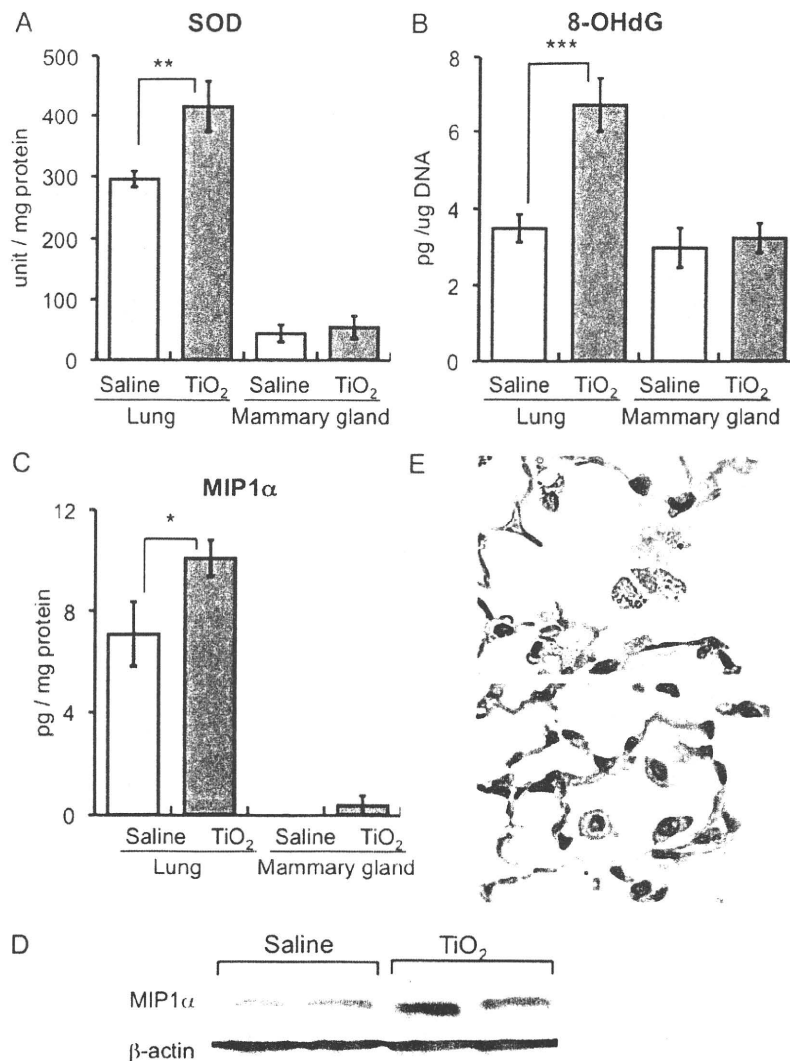 A
SOD
unit / mg protein
500
400
300
200
100
0
**
Saline TiO₂ Saline TiO₂
Lung Mammary gland
B
8-OHdG
pg /ug DNA
8
6
4
2
0
***
Saline TiO₂ Saline TiO₂
Lung Mammary gland
C
MIP1α
pg / mg protein
12
8
4
0
*
Saline TiO₂ Saline TiO₂
Lung Mammary gland
E
D
Saline TiO₂
MIP1α
β-actin